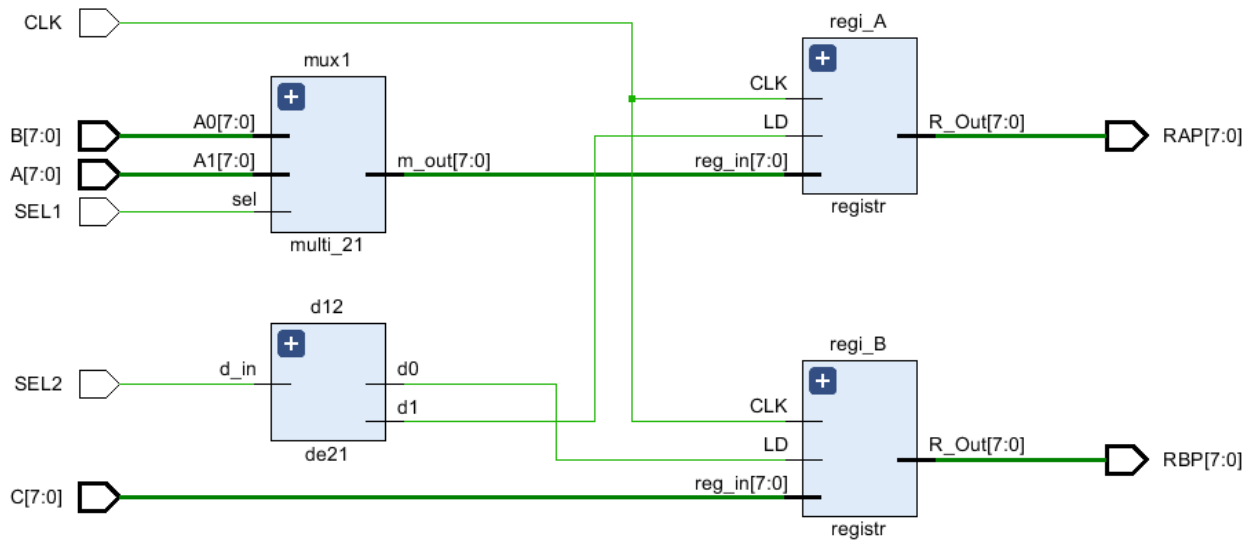 CLK
mux1
B[7:0]
A0[7:0]
A[7:0]
A1[7:0]
m_out[7:0]
SEL1
sel
multi_21
regi_A
CLK
LD
reg_in[7:0]
R_Out[7:0]
RAP[7:0]
registr
d12
SEL2
d_in
d0
d1
de21
regi_B
CLK
LD
C[7:0]
reg_in[7:0]
R_Out[7:0]
RBP[7:0]
registr